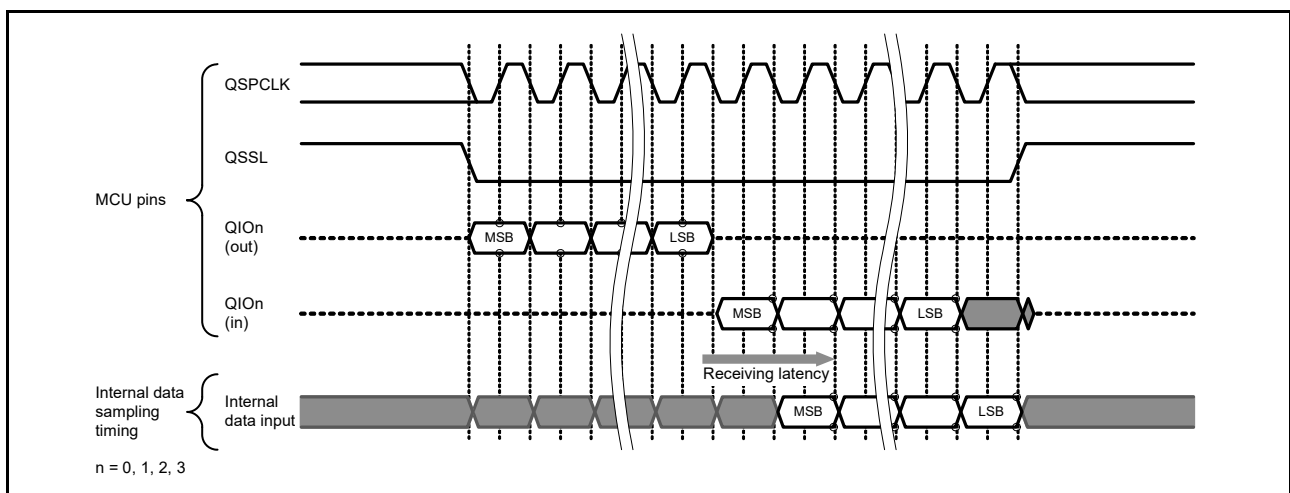 MCU pins
QSPCLK
QSSL
QIOn
(out)
MSB
LSB
QIOn
(in)
MSB
LSB
Receiving latency
Internal data
sampling
timing
Internal
data input
MSB
LSB
n = 0, 1, 2, 3